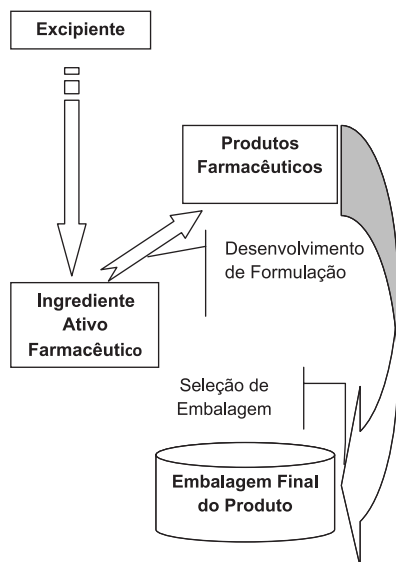 Excipiente
Produtos
Farmacêuticos
Desenvolvimento
de Formulação
Ingrediente
Ativo
Farmacêutico
Seleção de
Embalagem
Embalagem Final
do Produto